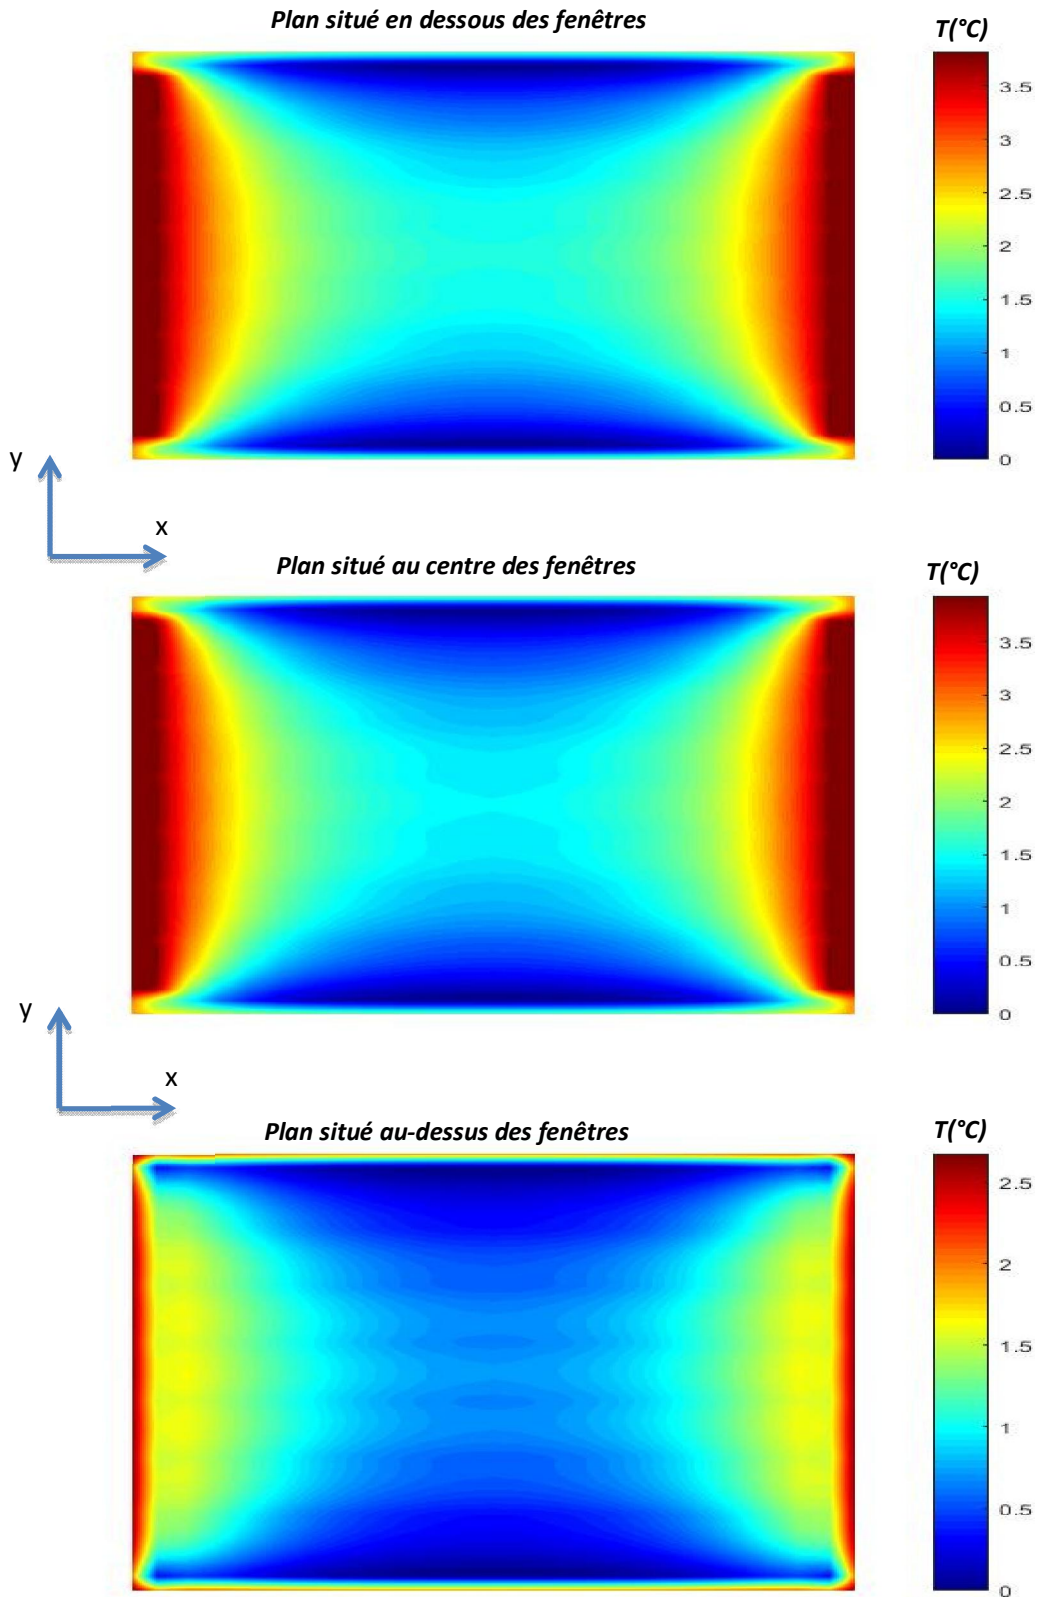 Plan situé en dessous des fenêtres
T(°C)
3.5
3
2.5
2
1.5
1
0.5
0
y
x
Plan situé au centre des fenêtres
T(°C)
3.5
3
2.5
2
1.5
1
0.5
0
y
x
Plan situé au-dessus des fenêtres
T(°C)
2.5
2
1.5
1
0.5
0